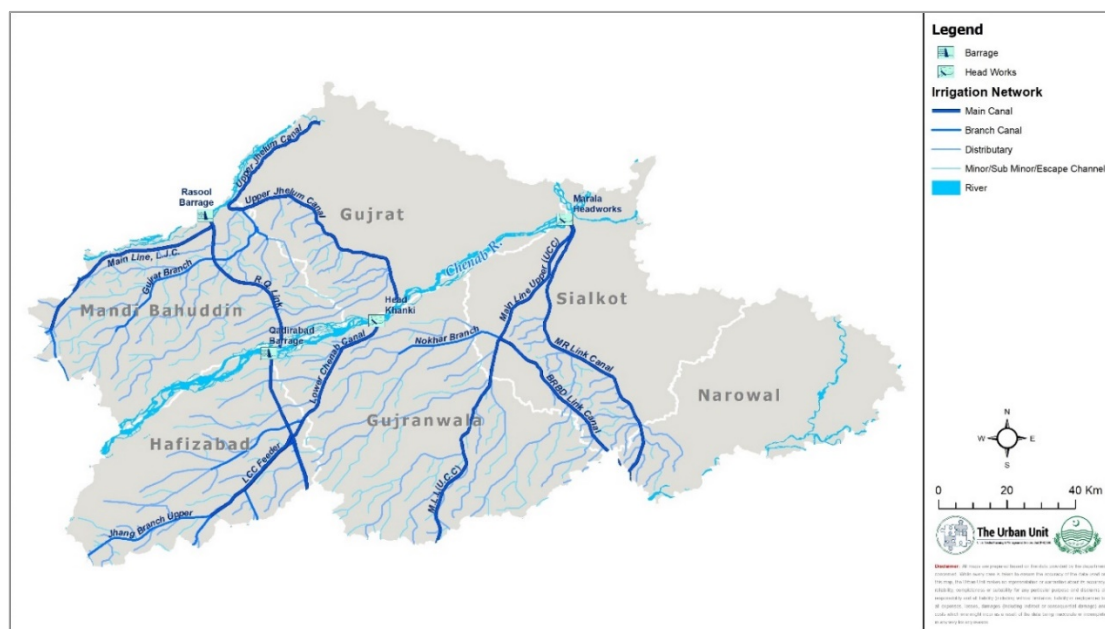 Upper Jhelum Canal
Rasool
Barrage
Upper Jhelum Canal
Gujrat
Marala
Headworks
Main Line, L.J.C.
Gujrat Branch
R.Q. Link
Chenab R.
Main Line Upper (UCC)
Sialkot
Mandi Bahuddin
Head
Khanki
Qadirabad
Barrage
Lower Chenab Canal
Nokhar Branch
MR Link Canal
BRBD Link Canal
Narowal
Gujranwala
Hafizabad
LCC Feeder
M.L.L(U.C.C)
Jhang Branch Upper
Legend
Barrage
Head Works
Irrigation Network
Main Canal
Branch Canal
Distributary
Minor/Sub Minor/Escape Channel
River
N
W E
S
0 20 40 Km
The Urban Unit